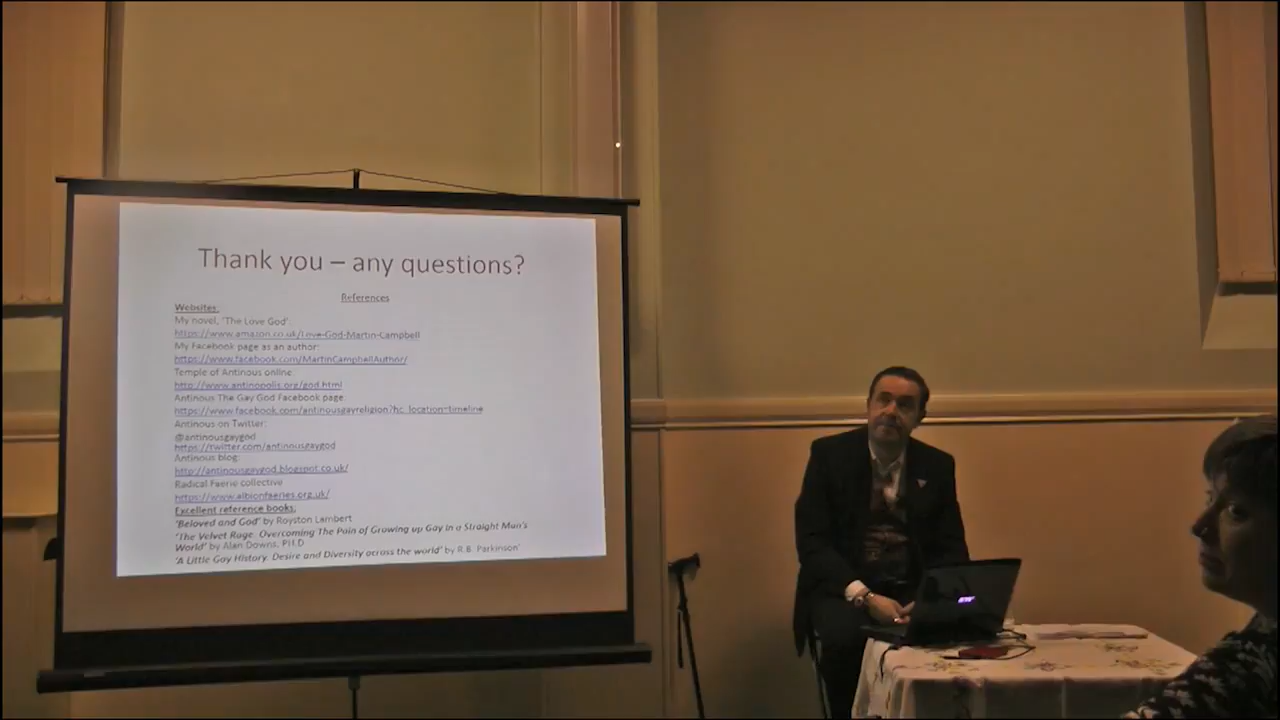 Thank you – any questions?
References
Websites:
My novel, 'The Love God':
https://www.amazon.co.uk/Love-God-Martin-Campbell
My Facebook page as an author:
https://www.facebook.com/MartinCampbellAuthor/
Temple of Antinous online:
http://www.antinopolis.org/god.html
Antinous The Gay God Facebook page:
https://www.facebook.com/antinousgayreligion?hc_location=timeline
Antinous on Twitter:
@antinousgaygod
https://twitter.com/antinousgaygod
Antinous blog:
http://antinousgaygod.blogspot.co.uk/
Radical Faerie collective
https://www.albionfaeries.org.uk/
Excellent reference books:
'Beloved and God' by Royston Lambert
'The Velvet Rage. Overcoming The Pain of Growing up Gay in a Straight Man's
World' by Alan Downs, PH.D
'A Little Gay History. Desire and Diversity across the world' by R.B. Parkinson'